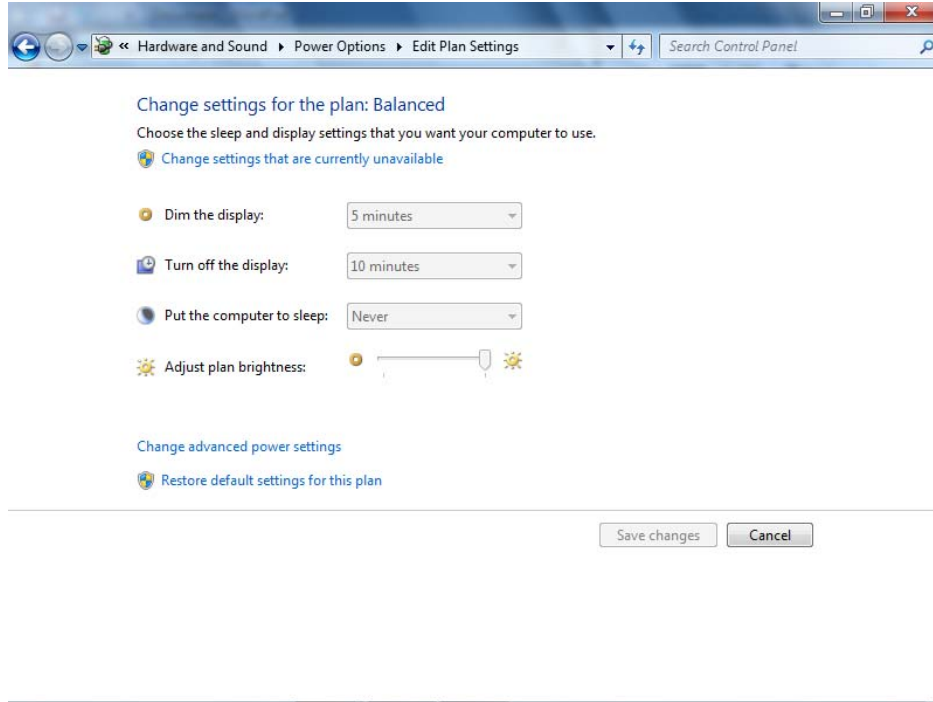 « Hardware and Sound ▸ Power Options ▸ Edit Plan Settings
Search Control Panel
Change settings for the plan: Balanced
Choose the sleep and display settings that you want your computer to use.
Change settings that are currently unavailable
Dim the display: 5 minutes
Turn off the display: 10 minutes
Put the computer to sleep: Never
Adjust plan brightness:
Change advanced power settings
Restore default settings for this plan
Save changes Cancel